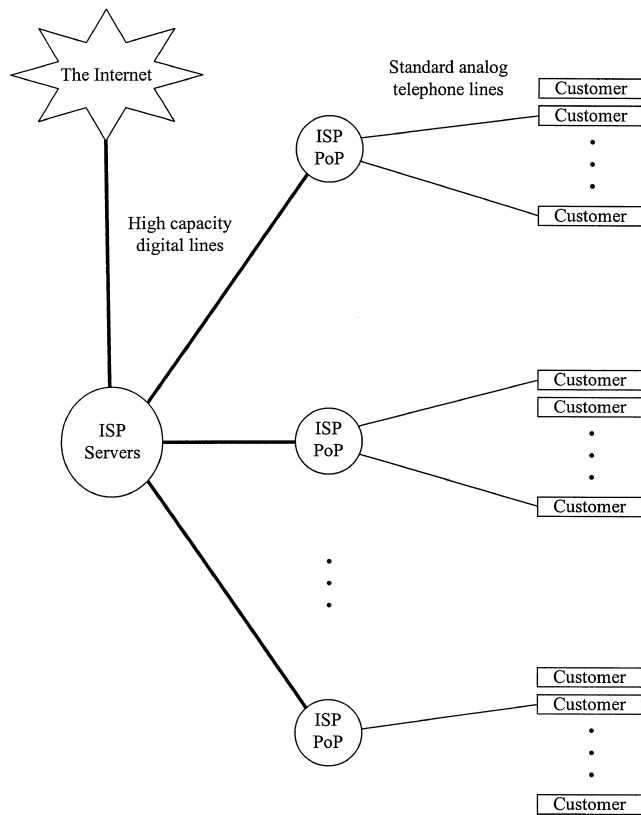 The Internet
Standard analog
telephone lines
Customer
Customer
Customer
ISP
PoP
High capacity
digital lines
ISP
Servers
ISP
PoP
Customer
Customer
Customer
ISP
PoP
Customer
Customer
Customer